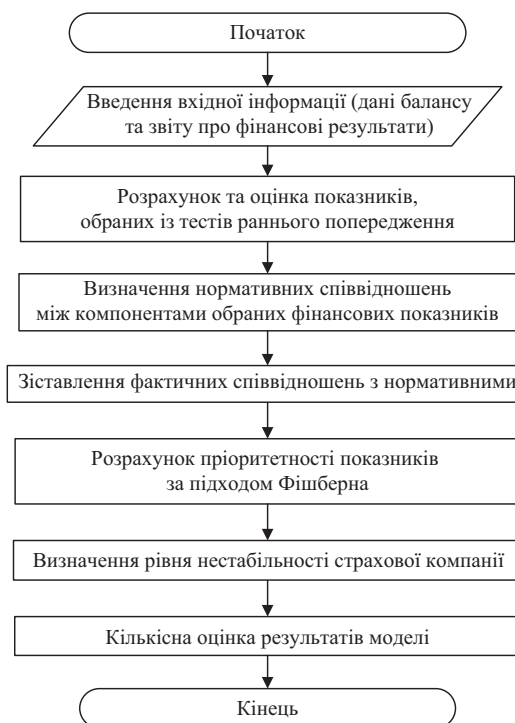 Початок
Введення вхідної інформації (дані балансу
та звіту про фінансові результати)
Розрахунок та оцінка показників,
обраних із тестів раннього попередження
Визначення нормативних співвідношень
між компонентами обраних фінансових показників
Зіставлення фактичних співвідношень з нормативними
Розрахунок пріоритетності показників
за підходом Фішберна
Визначення рівня нестабільності страхової компанії
Кількісна оцінка результатів моделі
Кінець